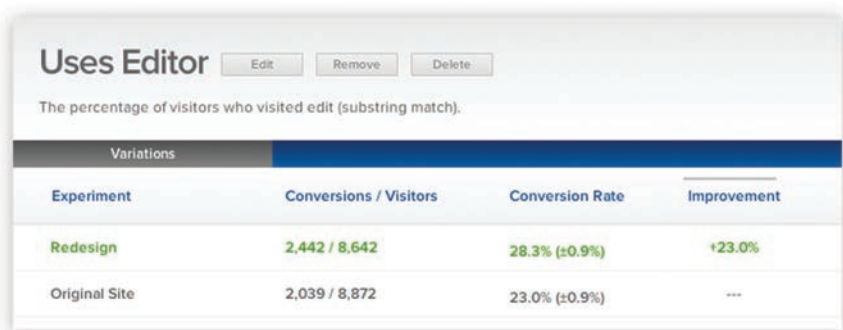 Uses Editor Edit Remove Delete
The percentage of visitors who visited edit (substring match).
Variations
Experiment Conversions / Visitors Conversion Rate Improvement
Redesign 2,442 / 8,642 28.3% (±0.9%) +23.0%
Original Site 2,039 / 8,872 23.0% (±0.9%) ---